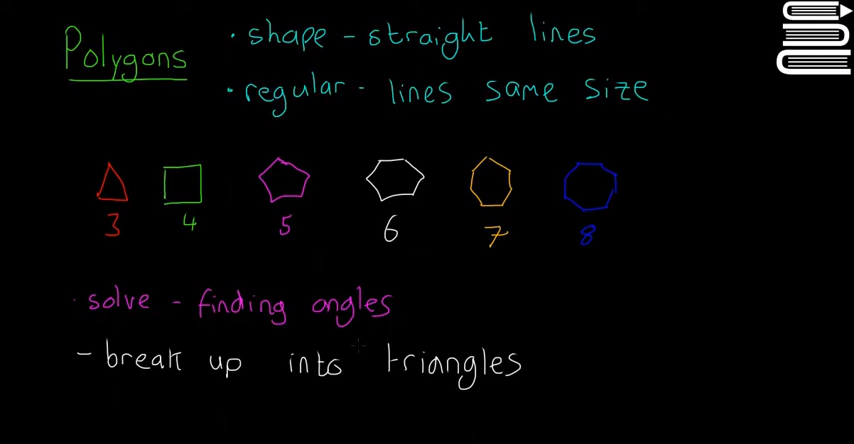 Polygons
· shape - straight lines
· regular - lines same size
3 4 5 6 7 8
· solve - finding angles
- break up into triangles